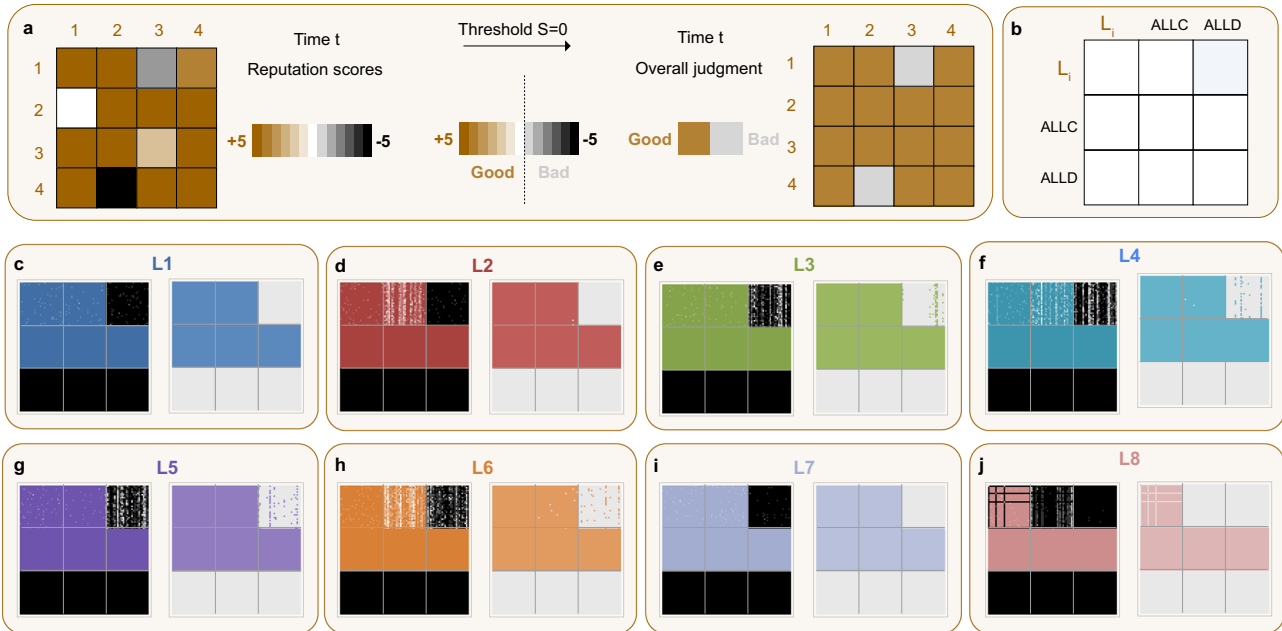 a
1 2 3 4
1
2
3
4
Time t
Reputation scores
+5 -5
Threshold S=0
+5 -5
Good Bad
Time t
Overall judgment
Good Bad
1 2 3 4
1
2
3
4
b
Li ALLC ALLD
Li
ALLC
ALLD
c L1
d L2
e L3
f L4
g L5
h L6
i L7
j L8